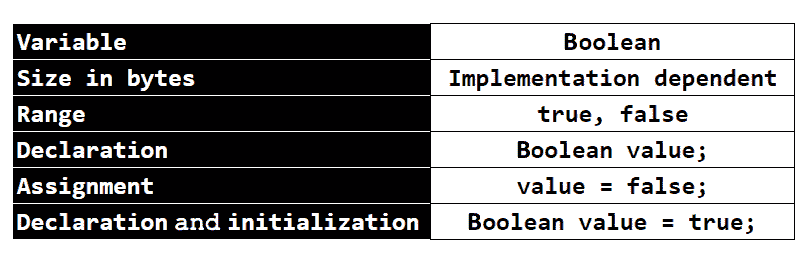 Variable Boolean
Size in bytes Implementation dependent
Range true, false
Declaration Boolean value;
Assignment value = false;
Declaration and initialization Boolean value = true;